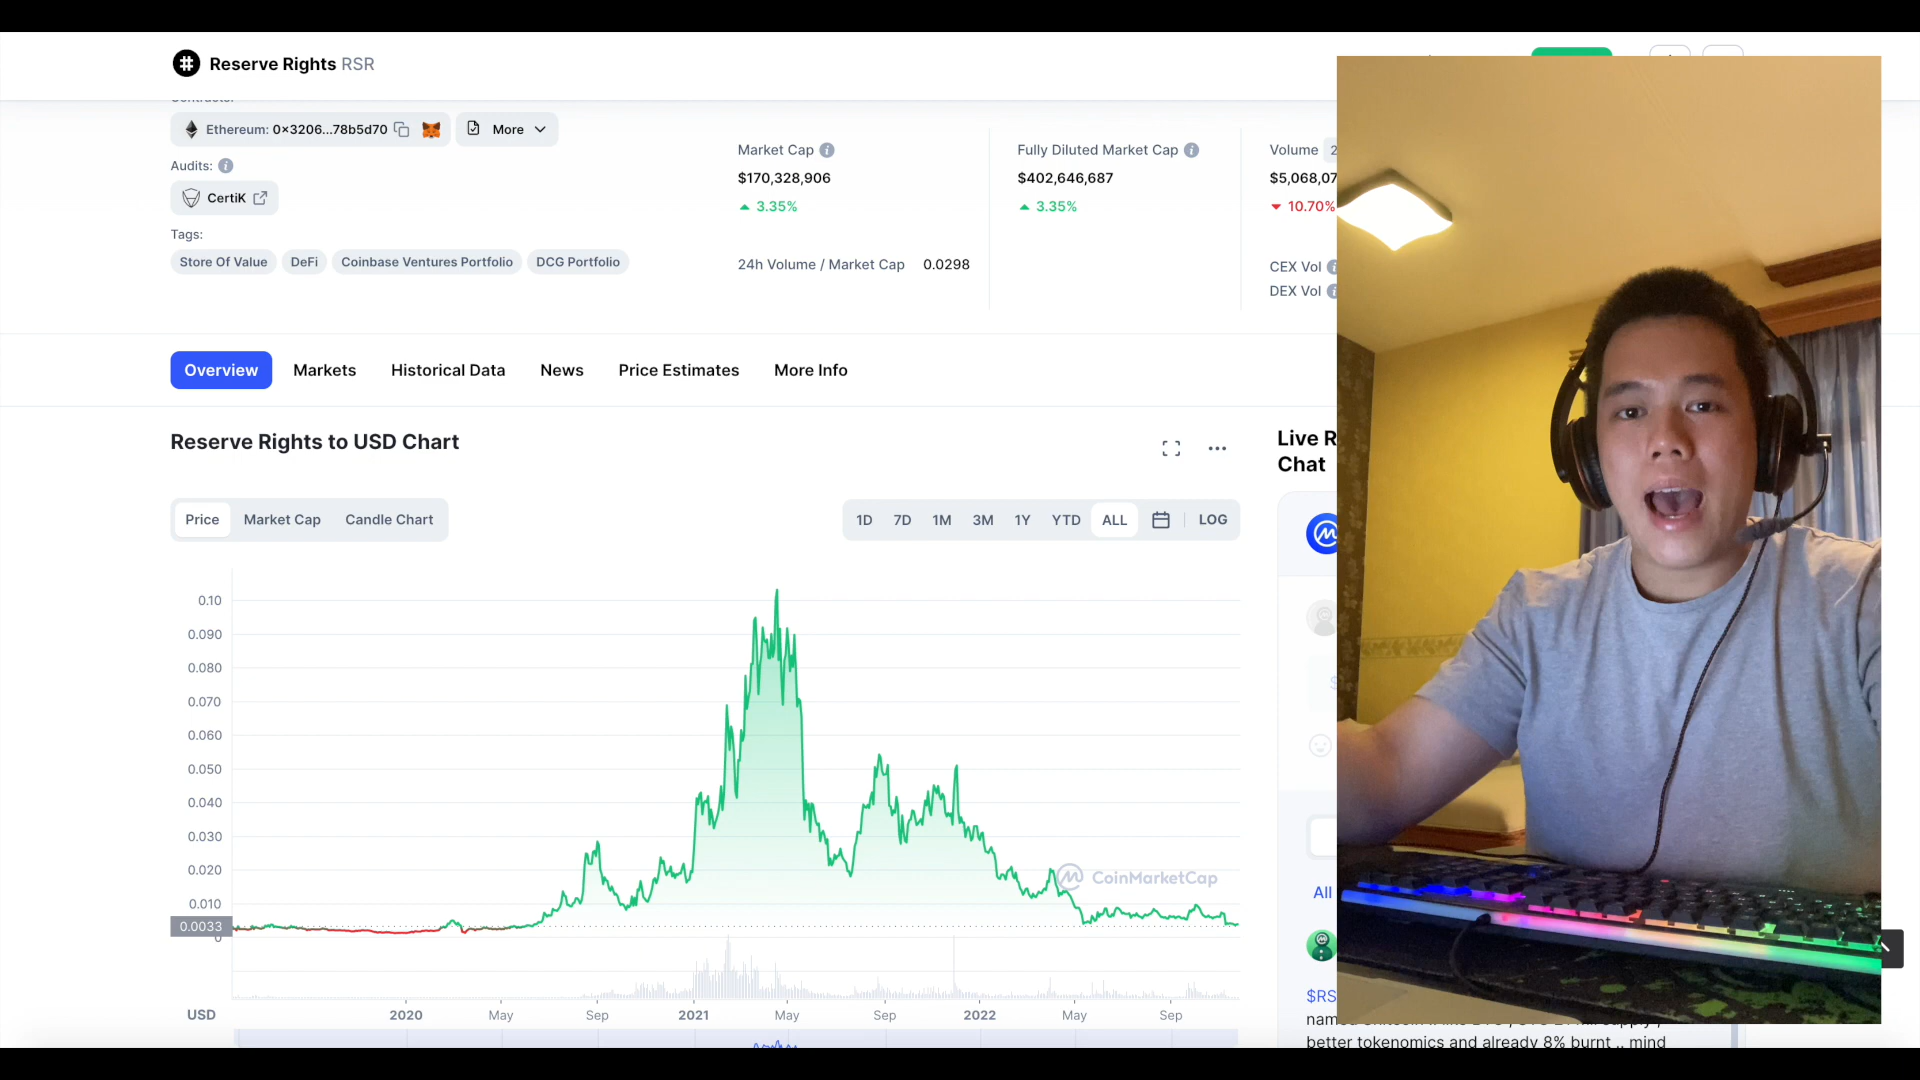 Reserve Rights RSR
Ethereum: 0x3206...78b5d70
More
Audits:
CertiK
Tags:
Store Of Value
DeFi
Coinbase Ventures Portfolio
DCG Portfolio
Market Cap
$170,328,906
3.35%
24h Volume / Market Cap 0.0298
Fully Diluted Market Cap
$402,646,687
3.35%
Volume 2
$5,068,07
10.70%
CEX Vol
DEX Vol
Overview
Markets
Historical Data
News
Price Estimates
More Info
Reserve Rights to USD Chart
Price
Market Cap
Candle Chart
1D
7D
1M
3M
1Y
YTD
ALL
LOG
0.10
0.090
0.080
0.070
0.060
0.050
0.040
0.030
0.020
0.010
0.0033
0
CoinMarketCap
USD
2020
May
Sep
2021
May
Sep
2022
May
Sep
Live R
Chat
All
$RS
better tokenomics and already 8% burnt .. mind